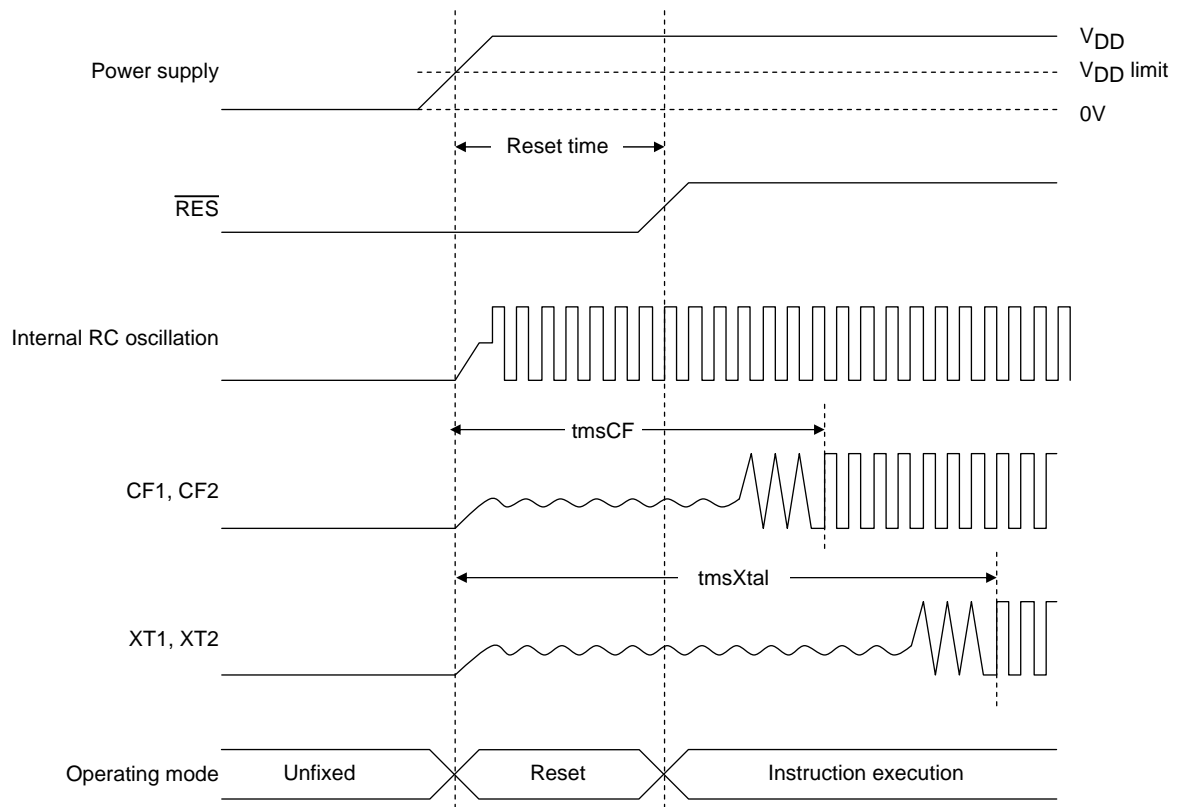 VDD
Power supply
VDD limit
0V
Reset time
RES
Internal RC oscillation
tmsCF
CF1, CF2
tmsXtal
XT1, XT2
Operating mode Unfixed Reset Instruction execution